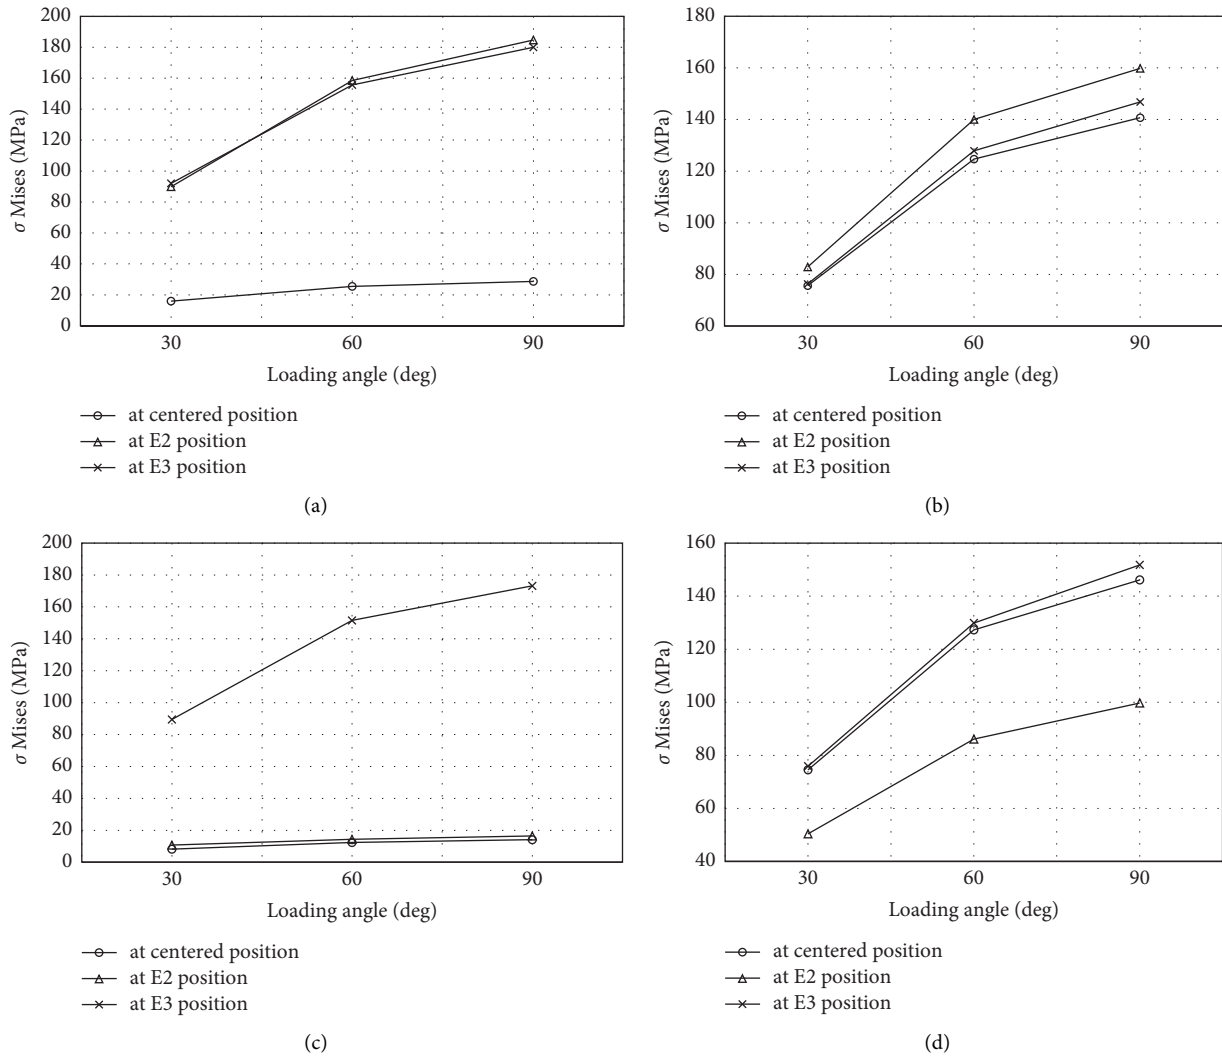 200
180
160
140
120
100
80
60
40
20
0
σ Mises (MPa)
30 60 90
Loading angle (deg)
at centered position
at E2 position
at E3 position
(a)
180
160
140
120
100
80
60
σ Mises (MPa)
30 60 90
Loading angle (deg)
at centered position
at E2 position
at E3 position
(b)
200
180
160
140
120
100
80
60
40
20
0
σ Mises (MPa)
30 60 90
Loading angle (deg)
at centered position
at E2 position
at E3 position
(c)
160
140
120
100
80
60
40
σ Mises (MPa)
30 60 90
Loading angle (deg)
at centered position
at E2 position
at E3 position
(d)